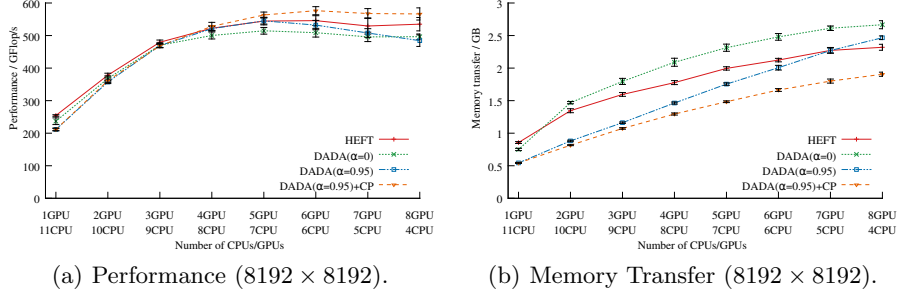 600
500
400
300
200
100
0
Performance / GFlop/s
HEFT
DADA(α=0)
DADA(α=0.95)
DADA(α=0.95)+CP
1GPU 2GPU 3GPU 4GPU 5GPU 6GPU 7GPU 8GPU
11CPU 10CPU 9CPU 8CPU 7CPU 6CPU 5CPU 4CPU
Number of CPUs/GPUs
(a) Performance (8192 × 8192).
3
2.5
2
1.5
1
0.5
0
Memory transfer / GB
HEFT
DADA(α=0)
DADA(α=0.95)
DADA(α=0.95)+CP
1GPU 2GPU 3GPU 4GPU 5GPU 6GPU 7GPU 8GPU
11CPU 10CPU 9CPU 8CPU 7CPU 6CPU 5CPU 4CPU
Number of CPUs/GPUs
(b) Memory Transfer (8192 × 8192).